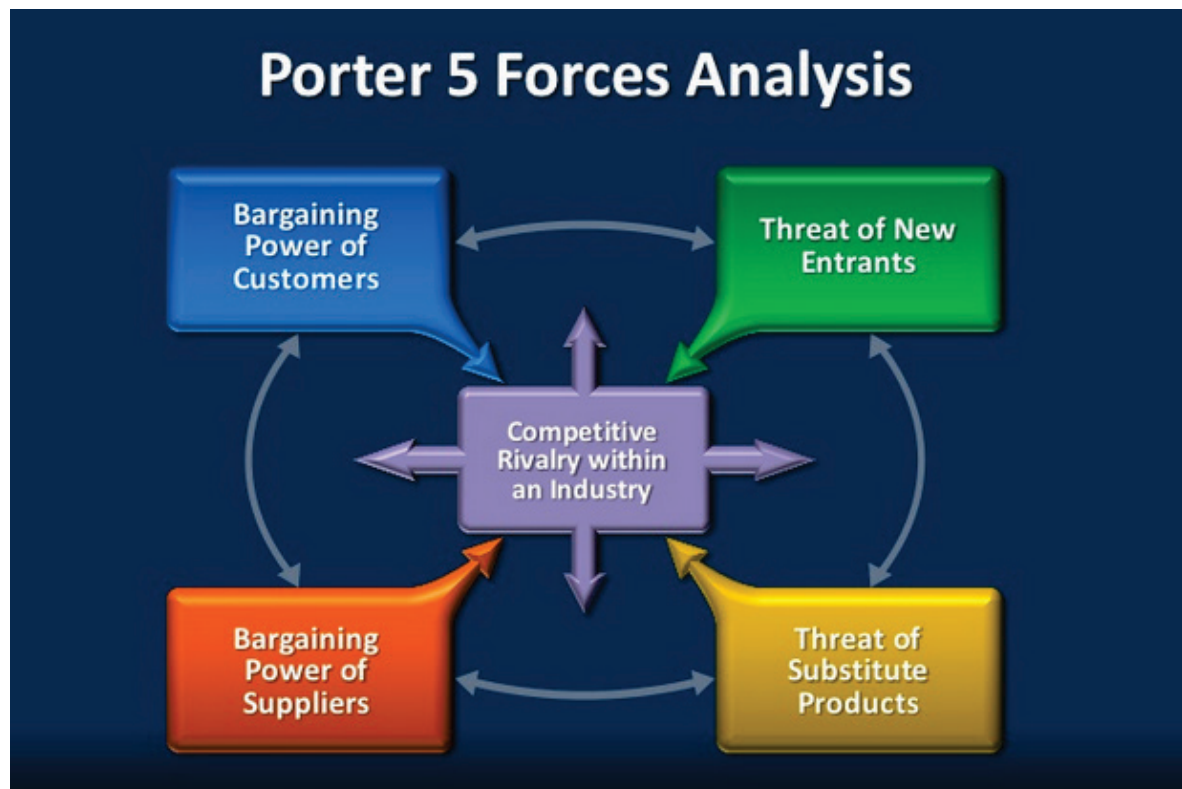 Porter 5 Forces Analysis
Bargaining
Power of
Customers
Threat of New
Entrants
Competitive
Rivalry within
an Industry
Bargaining
Power of
Suppliers
Threat of
Substitute
Products